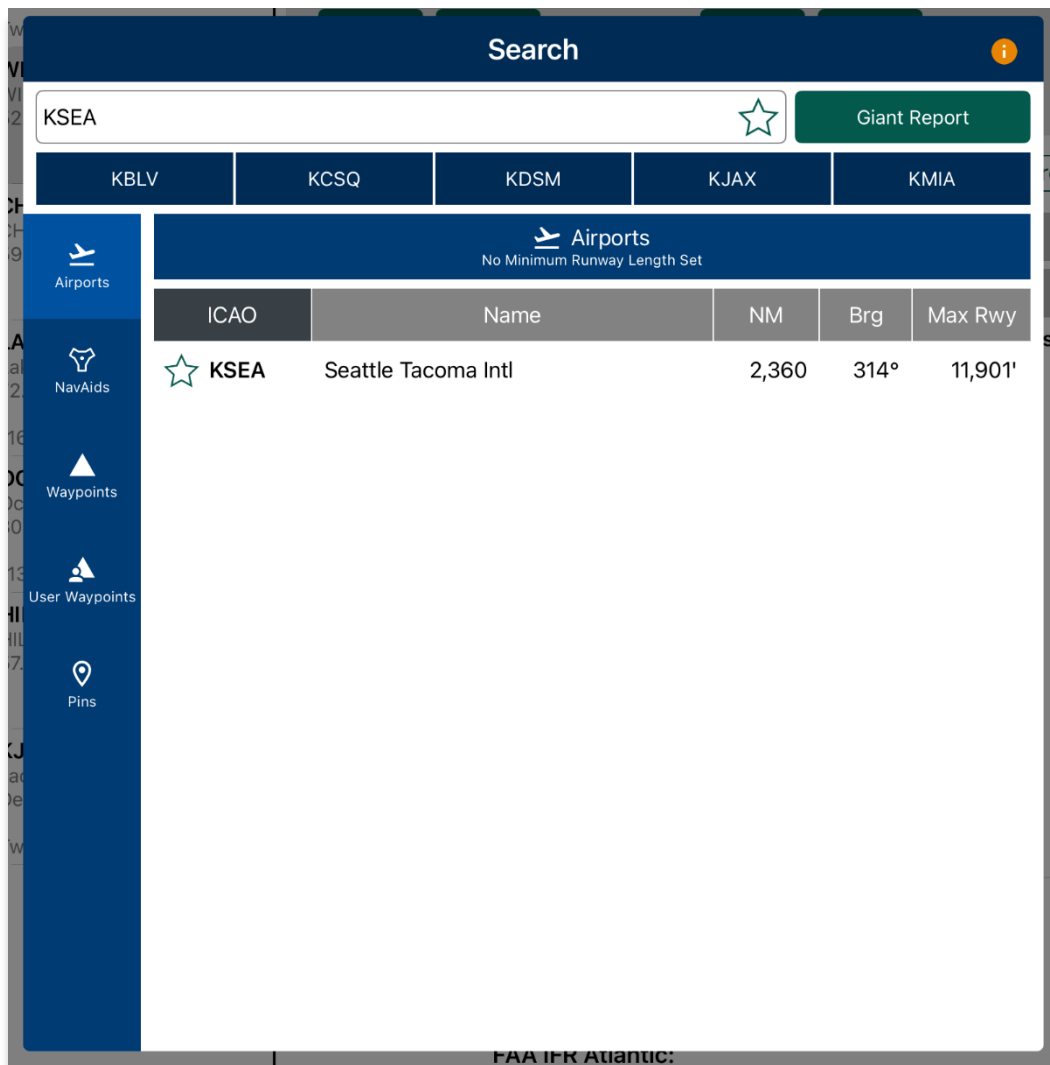 Search
KSEA
Giant Report
KBLV KCSQ KDSM KJAX KMIA
Airports
NavAids
Waypoints
User Waypoints
Pins
Airports
No Minimum Runway Length Set
ICAO Name NM Brg Max Rwy
KSEA Seattle Tacoma Intl 2,360 314° 11,901'
FAA IFR Atlantic: